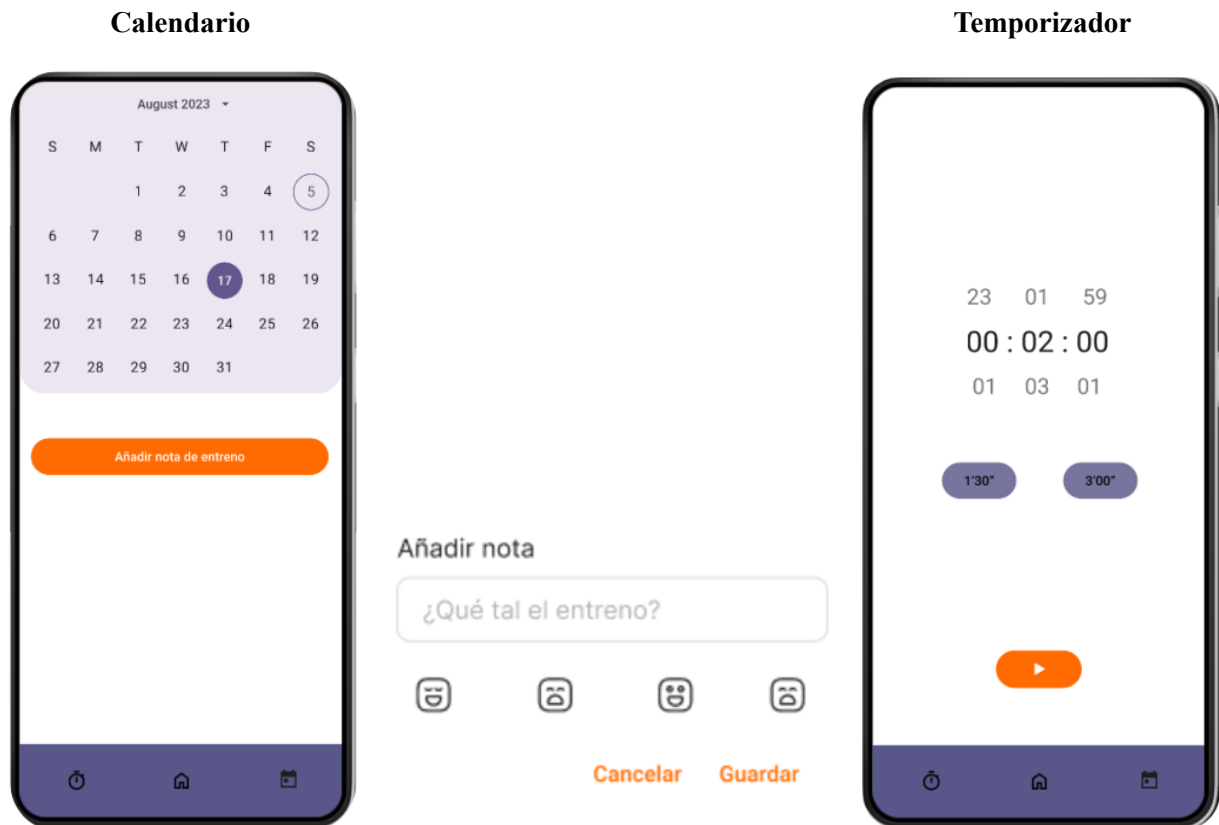 Calendario
August 2023
S M T W T F S
1 2 3 4 5
6 7 8 9 10 11 12
13 14 15 16 17 18 19
20 21 22 23 24 25 26
27 28 29 30 31
Añadir nota de entreno
Añadir nota
¿Qué tal el entreno?
Cancelar Guardar
Temporizador
23 01 59
00 : 02 : 00
01 03 01
1'30" 3'00"